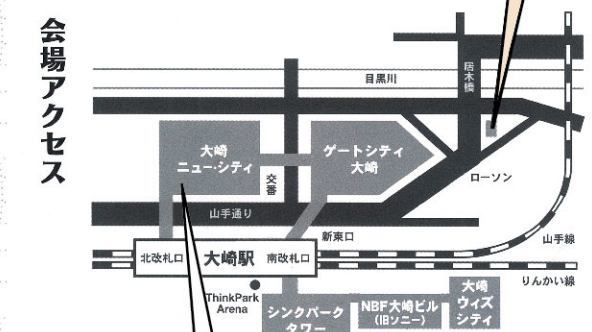 会場アクセス
目黒川
居木橋
大崎
ニュー・シティ
交番
ゲートシティ
大崎
ローソン
山手通り
新東口
北改札口
大崎駅
南改札口
山手線
りんかい線
ThinkPark
Arena
シンクパーク
タワー
NBF大崎ビル
(旧ソニー)
大崎
ウィズ
シティ